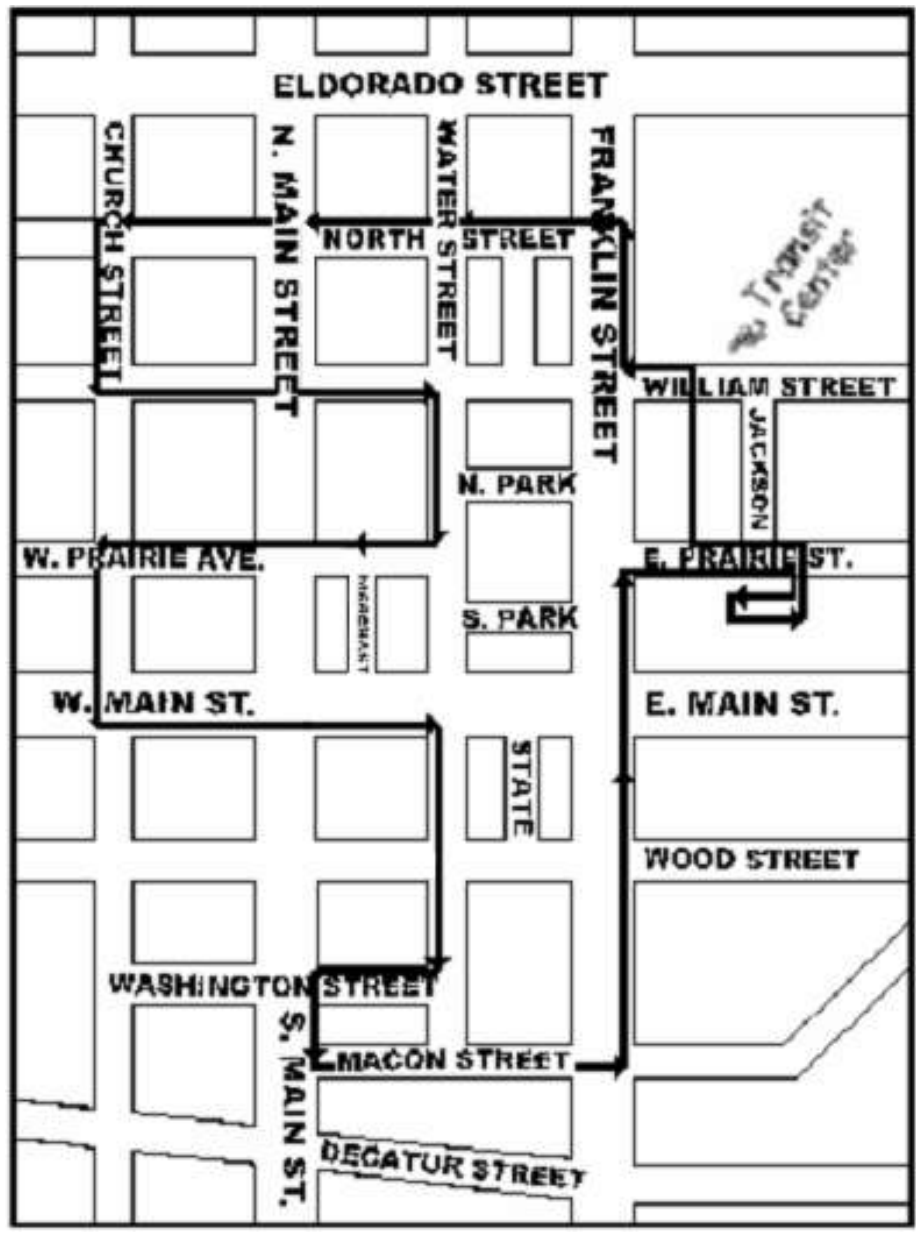 ELDORADO STREET
CHURCH STREET
N. MAIN STREET
WATER STREET
FRANKLIN STREET
NORTH STREET
Transit
Center
WILLIAM STREET
JACKSON
N. PARK
W. PRAIRIE AVE.
E. PRAIRIE ST.
MERCHANT
S. PARK
W. MAIN ST.
E. MAIN ST.
STATE
WOOD STREET
WASHINGTON STREET
S. MAIN ST.
MACON STREET
DECATUR STREET